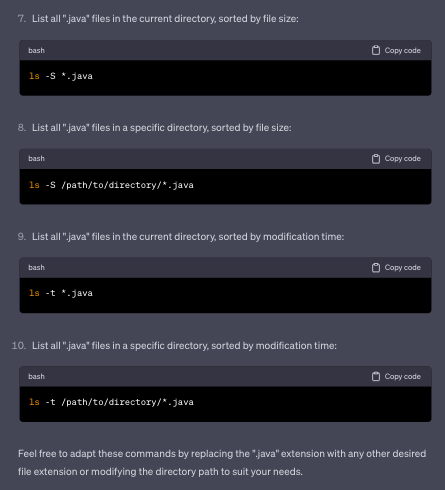 7. List all ".java" files in the current directory, sorted by file size:
bash Copy code
ls -S *.java
8. List all ".java" files in a specific directory, sorted by file size:
bash Copy code
ls -S /path/to/directory/*.java
9. List all ".java" files in the current directory, sorted by modification time:
bash Copy code
ls -t *.java
10. List all ".java" files in a specific directory, sorted by modification time:
bash Copy code
ls -t /path/to/directory/*.java
Feel free to adapt these commands by replacing the ".java" extension with any other desired
file extension or modifying the directory path to suit your needs.